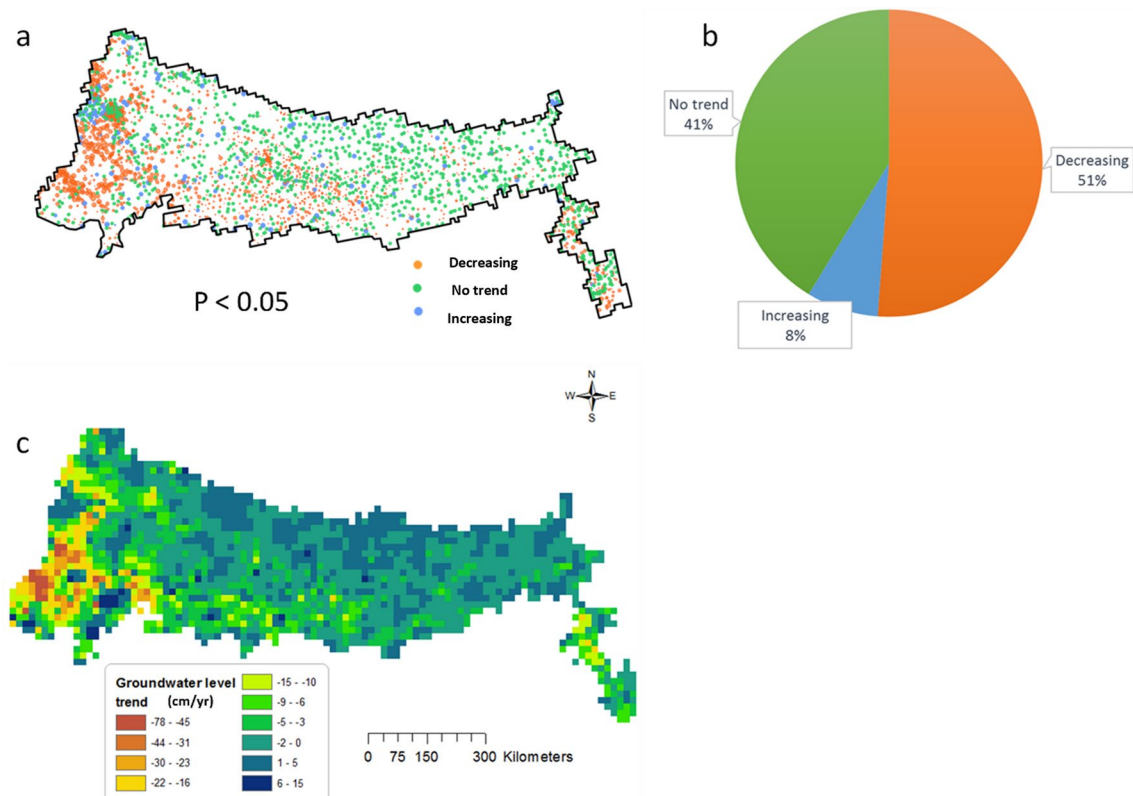 a
Decreasing
No trend
Increasing
P < 0.05
b
No trend
41%
Decreasing
51%
Increasing
8%
N
W E
S
c
Groundwater level
trend (cm/yr)
-78 - -45
-44 - -31
-30 - -23
-22 - -16
-15 - -10
-9 - -6
-5 - -3
-2 - 0
1 - 5
6 - 15
0 75 150 300 Kilometers